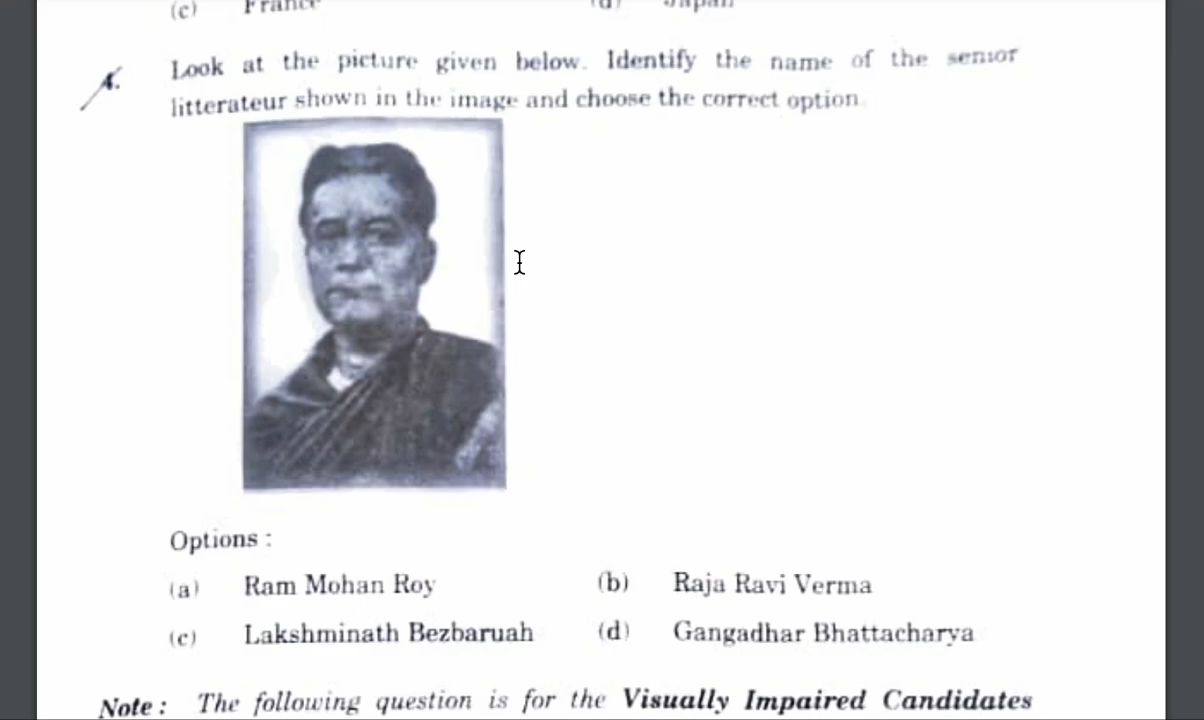 (c) France (d) Japan
4. Look at the picture given below. Identify the name of the senior
litterateur shown in the image and choose the correct option.
Options :
(a) Ram Mohan Roy (b) Raja Ravi Verma
(c) Lakshminath Bezbaruah (d) Gangadhar Bhattacharya
Note : The following question is for the Visually Impaired Candidates